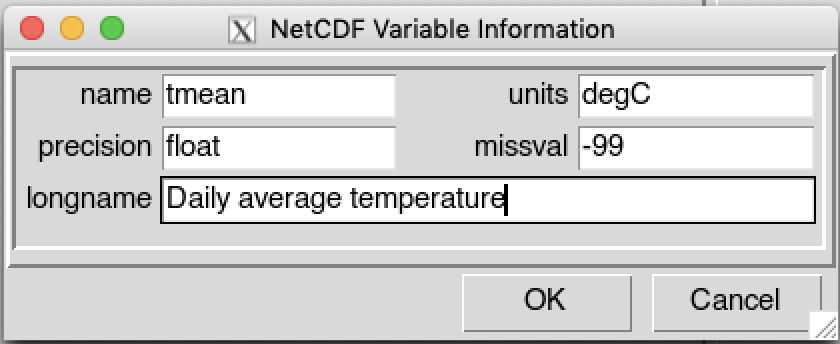 NetCDF Variable Information
name tmean units degC
precision float missval -99
longname Daily average temperature
OK Cancel